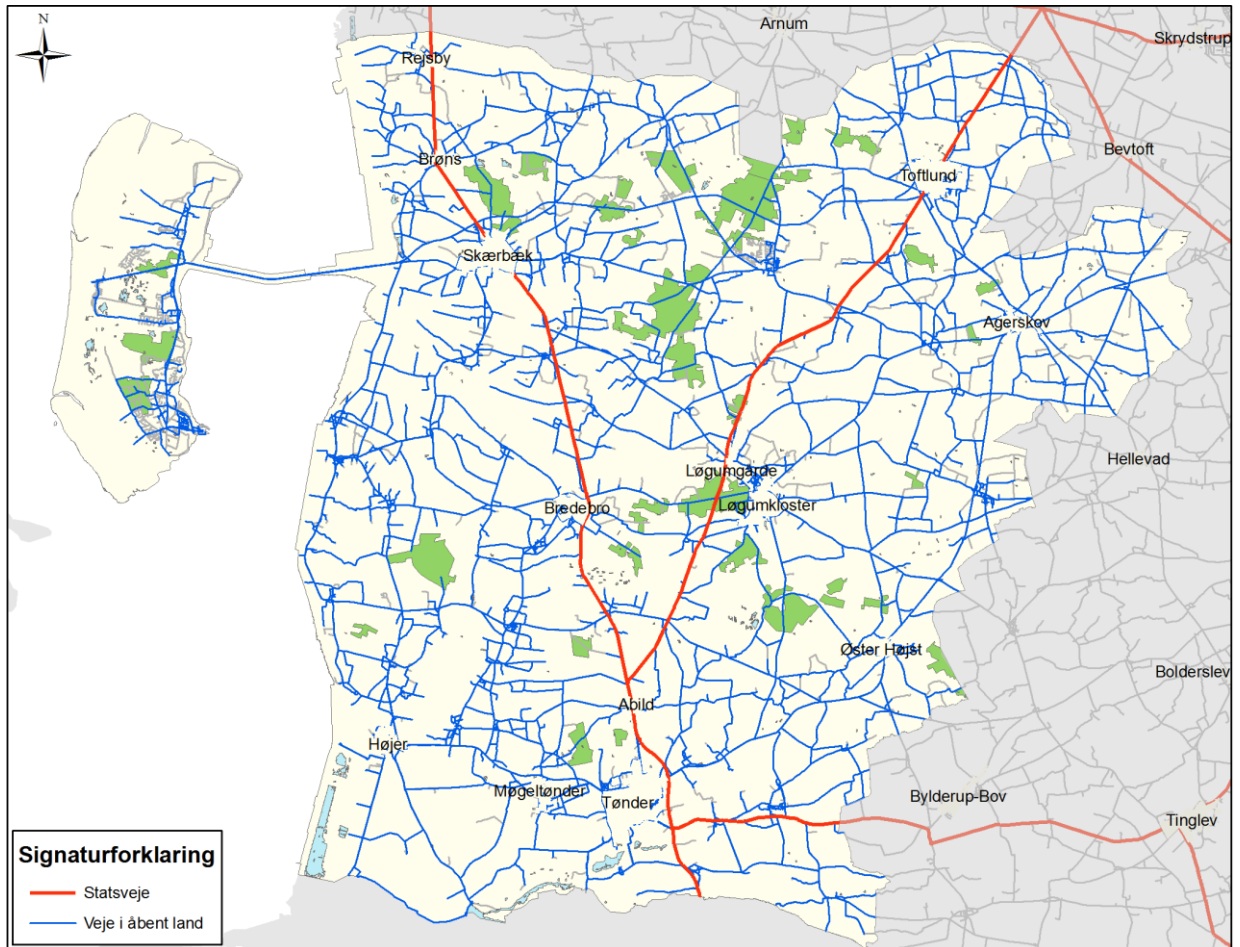 N
Arnum
Skrydstrup
Rejsby
Bevtoft
Brøns
Toftlund
Skærbæk
Agerskov
Hellevad
Løgumgårde
Løgumkloster
Bredebro
Øster Højst
Bolderslev
Abild
Højer
Møgeltønder
Tønder
Bylderup-Bov
Tinglev
Signaturforklaring
Statsveje
Veje i åbent land